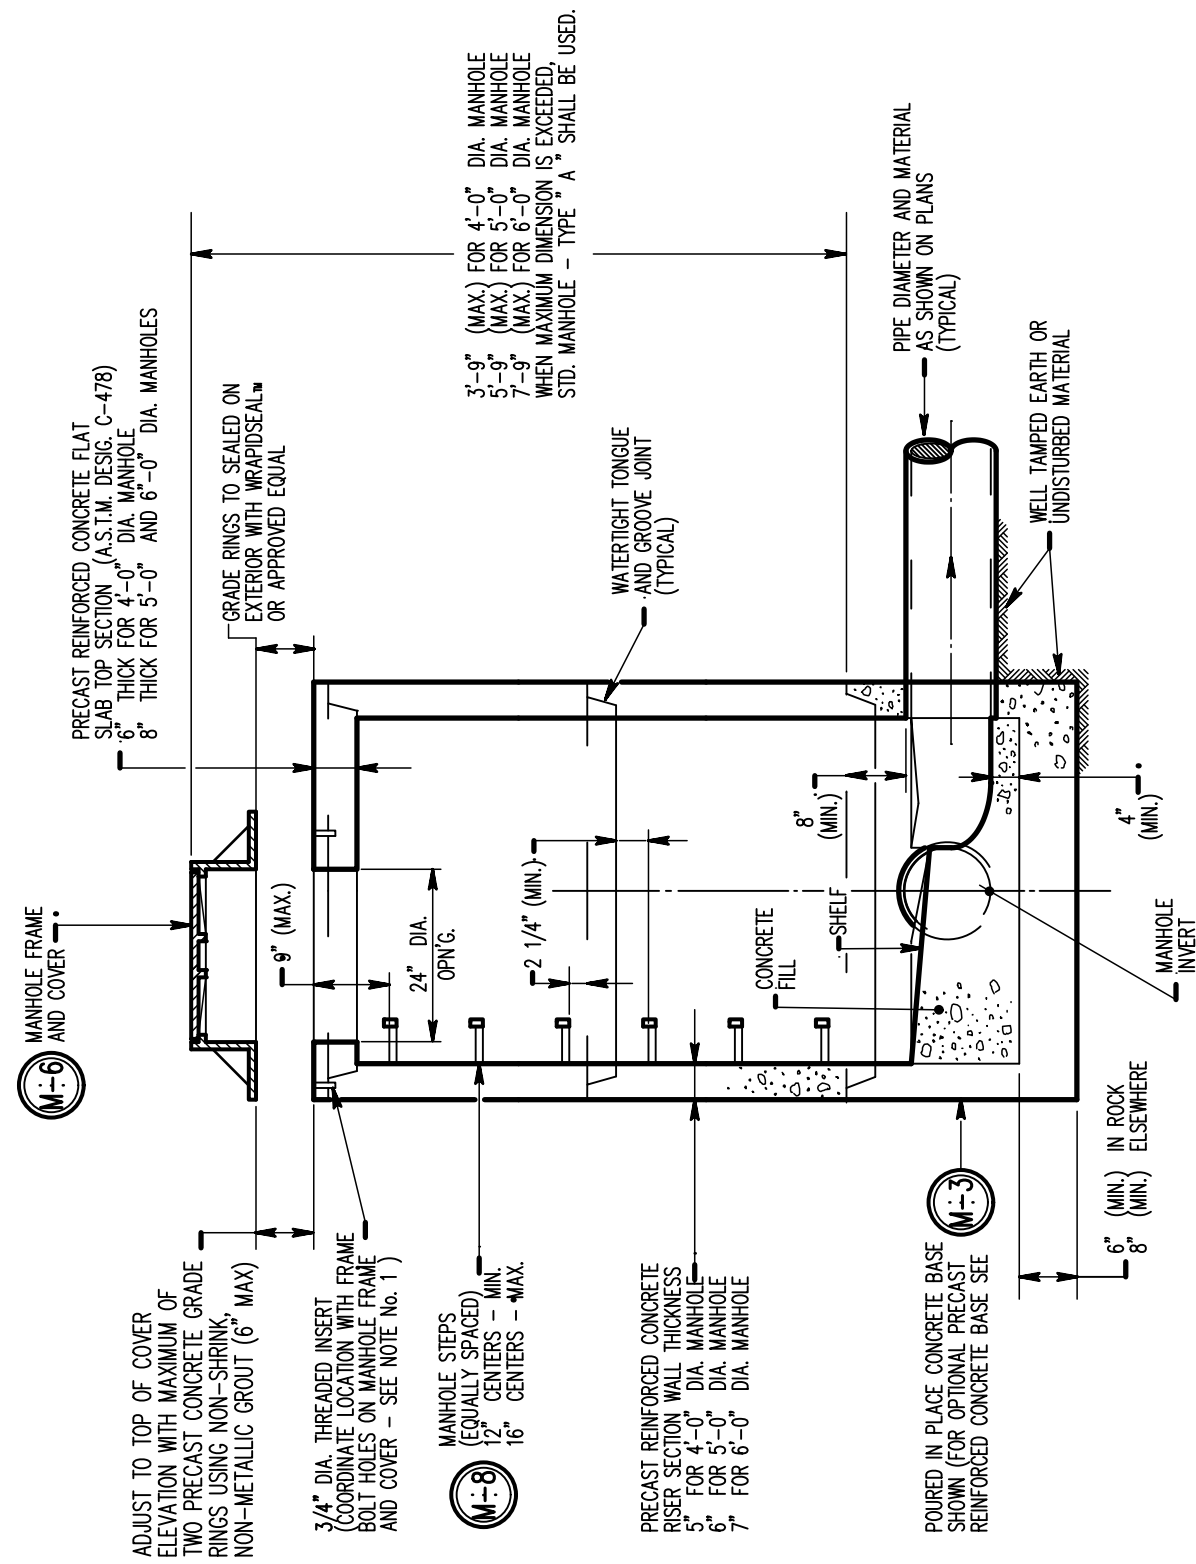 M-6
MANHOLE FRAME
AND COVER
PRECAST REINFORCED CONCRETE FLAT
SLAB TOP SECTION (A.S.T.M. DESIG. C-478)
6" THICK FOR 4'-0" DIA. MANHOLE
8" THICK FOR 5'-0" AND 6'-0" DIA. MANHOLES
ADJUST TO TOP OF COVER
ELEVATION WITH MAXIMUM OF
TWO PRECAST CONCRETE GRADE
RINGS USING NON-SHRINK,
NON-METALLIC GROUT (6" MAX)
GRADE RINGS TO SEALED ON
EXTERIOR WITH WRAPIDSEAL™
OR APPROVED EQUAL
9" (MAX.)
3/4" DIA. THREADED INSERT
(COORDINATE LOCATION WITH FRAME
BOLT HOLES ON MANHOLE FRAME
AND COVER - SEE NOTE No. 1 )
24" DIA.
OPN'G.
3'-9" (MAX.) FOR 4'-0" DIA. MANHOLE
5'-9" (MAX.) FOR 5'-0" DIA. MANHOLE
7'-9" (MAX.) FOR 6'-0" DIA. MANHOLE
WHEN MAXIMUM DIMENSION IS EXCEEDED,
STD. MANHOLE - TYPE " A " SHALL BE USED.
M-8
MANHOLE STEPS
(EQUALLY SPACED)
12" CENTERS - MIN.
16" CENTERS - MAX.
2 1/4" (MIN.)
WATERTIGHT TONGUE
AND GROOVE JOINT
(TYPICAL)
PRECAST REINFORCED CONCRETE
RISER SECTION WALL THICKNESS
5" FOR 4'-0" DIA. MANHOLE
6" FOR 5'-0" DIA. MANHOLE
7" FOR 6'-0" DIA. MANHOLE
CONCRETE
FILL
SHELF
8"
(MIN.)
PIPE DIAMETER AND MATERIAL
AS SHOWN ON PLANS
(TYPICAL)
M-3
POURED IN PLACE CONCRETE BASE
SHOWN (FOR OPTIONAL PRECAST
REINFORCED CONCRETE BASE SEE
WELL TAMPED EARTH OR
UNDISTURBED MATERIAL
4"
(MIN.)
6" (MIN.) IN ROCK
8" (MIN.) ELSEWHERE
MANHOLE
INVERT